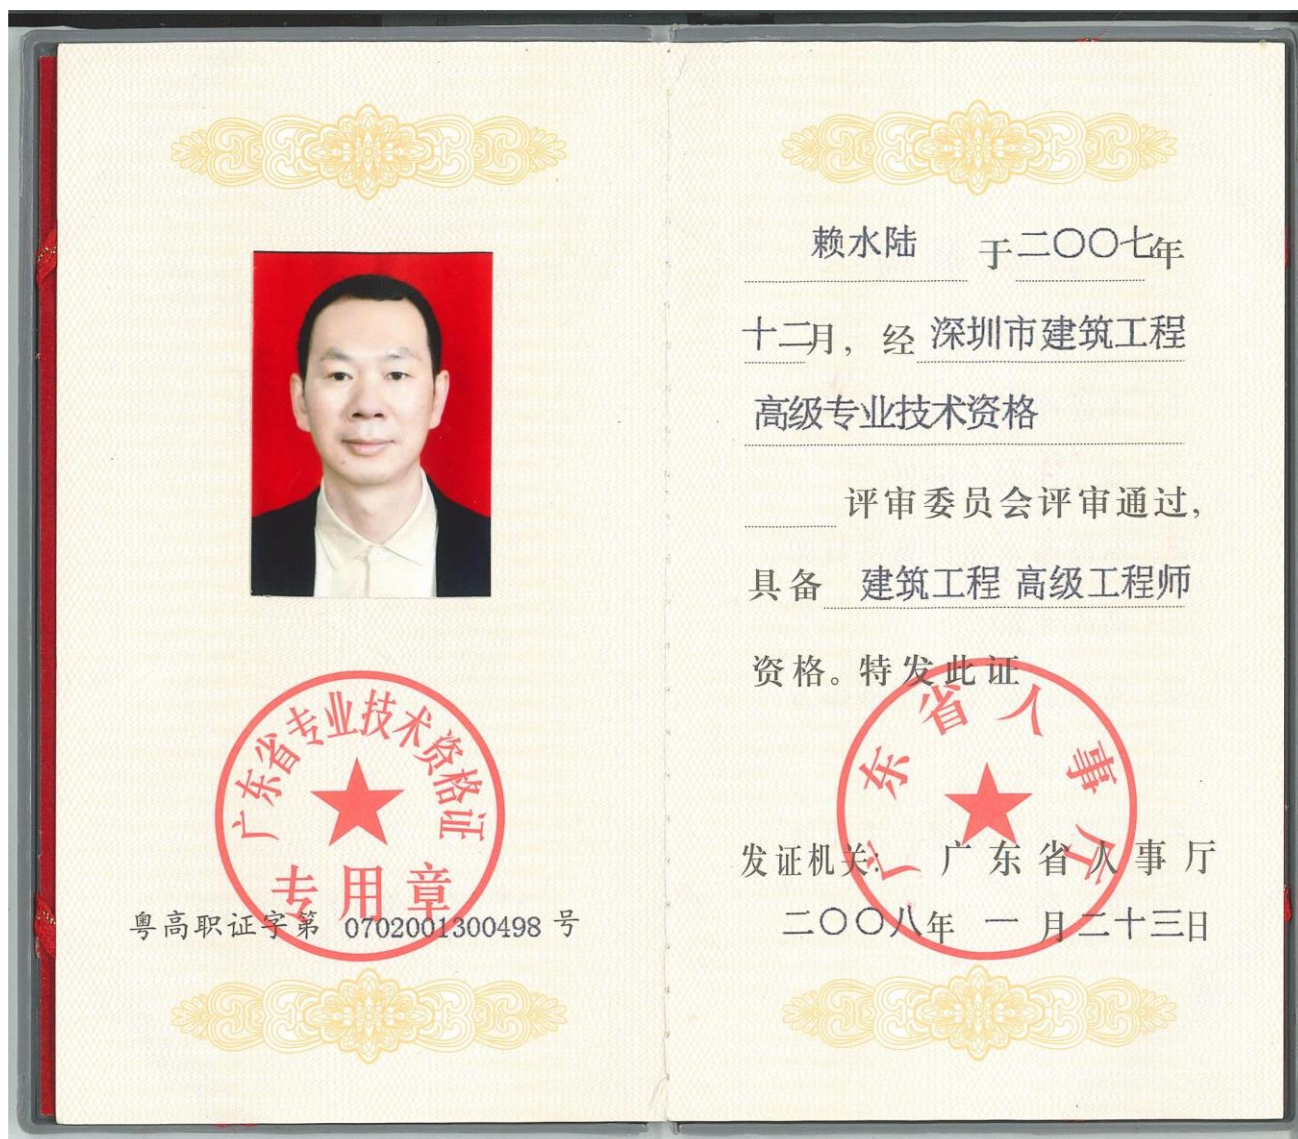 广东省专业技术资格证
专用章
粤高职证字第 0702001300498 号
赖水陆 于二〇〇七年
十二月，经 深圳市建筑工程
高级专业技术资格
评审委员会评审通过，
具备 建筑工程 高级工程师
资格。特发此证
广东省人事厅
发证机关：广东省人事厅
二〇〇八年 一 月二十三日